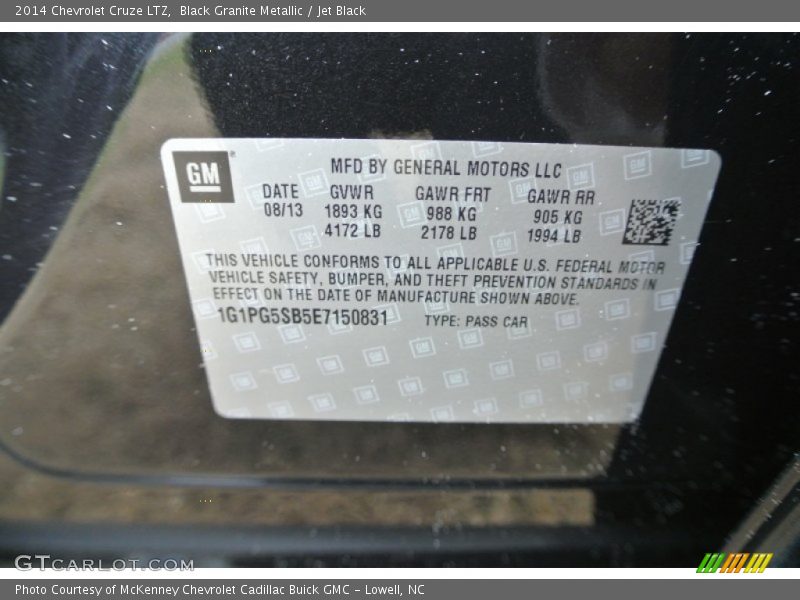 2014 Chevrolet Cruze LTZ, Black Granite Metallic / Jet Black
GM
MFD BY GENERAL MOTORS LLC
DATE GVWR GAWR FRT GAWR RR
08/13 1893 KG 988 KG 905 KG
4172 LB 2178 LB 1994 LB
THIS VEHICLE CONFORMS TO ALL APPLICABLE U.S. FEDERAL MOTOR
VEHICLE SAFETY, BUMPER, AND THEFT PREVENTION STANDARDS IN
EFFECT ON THE DATE OF MANUFACTURE SHOWN ABOVE.
1G1PG5SB5E7150831 TYPE: PASS CAR
GTcarlot.com
Photo Courtesy of McKenney Chevrolet Cadillac Buick GMC - Lowell, NC